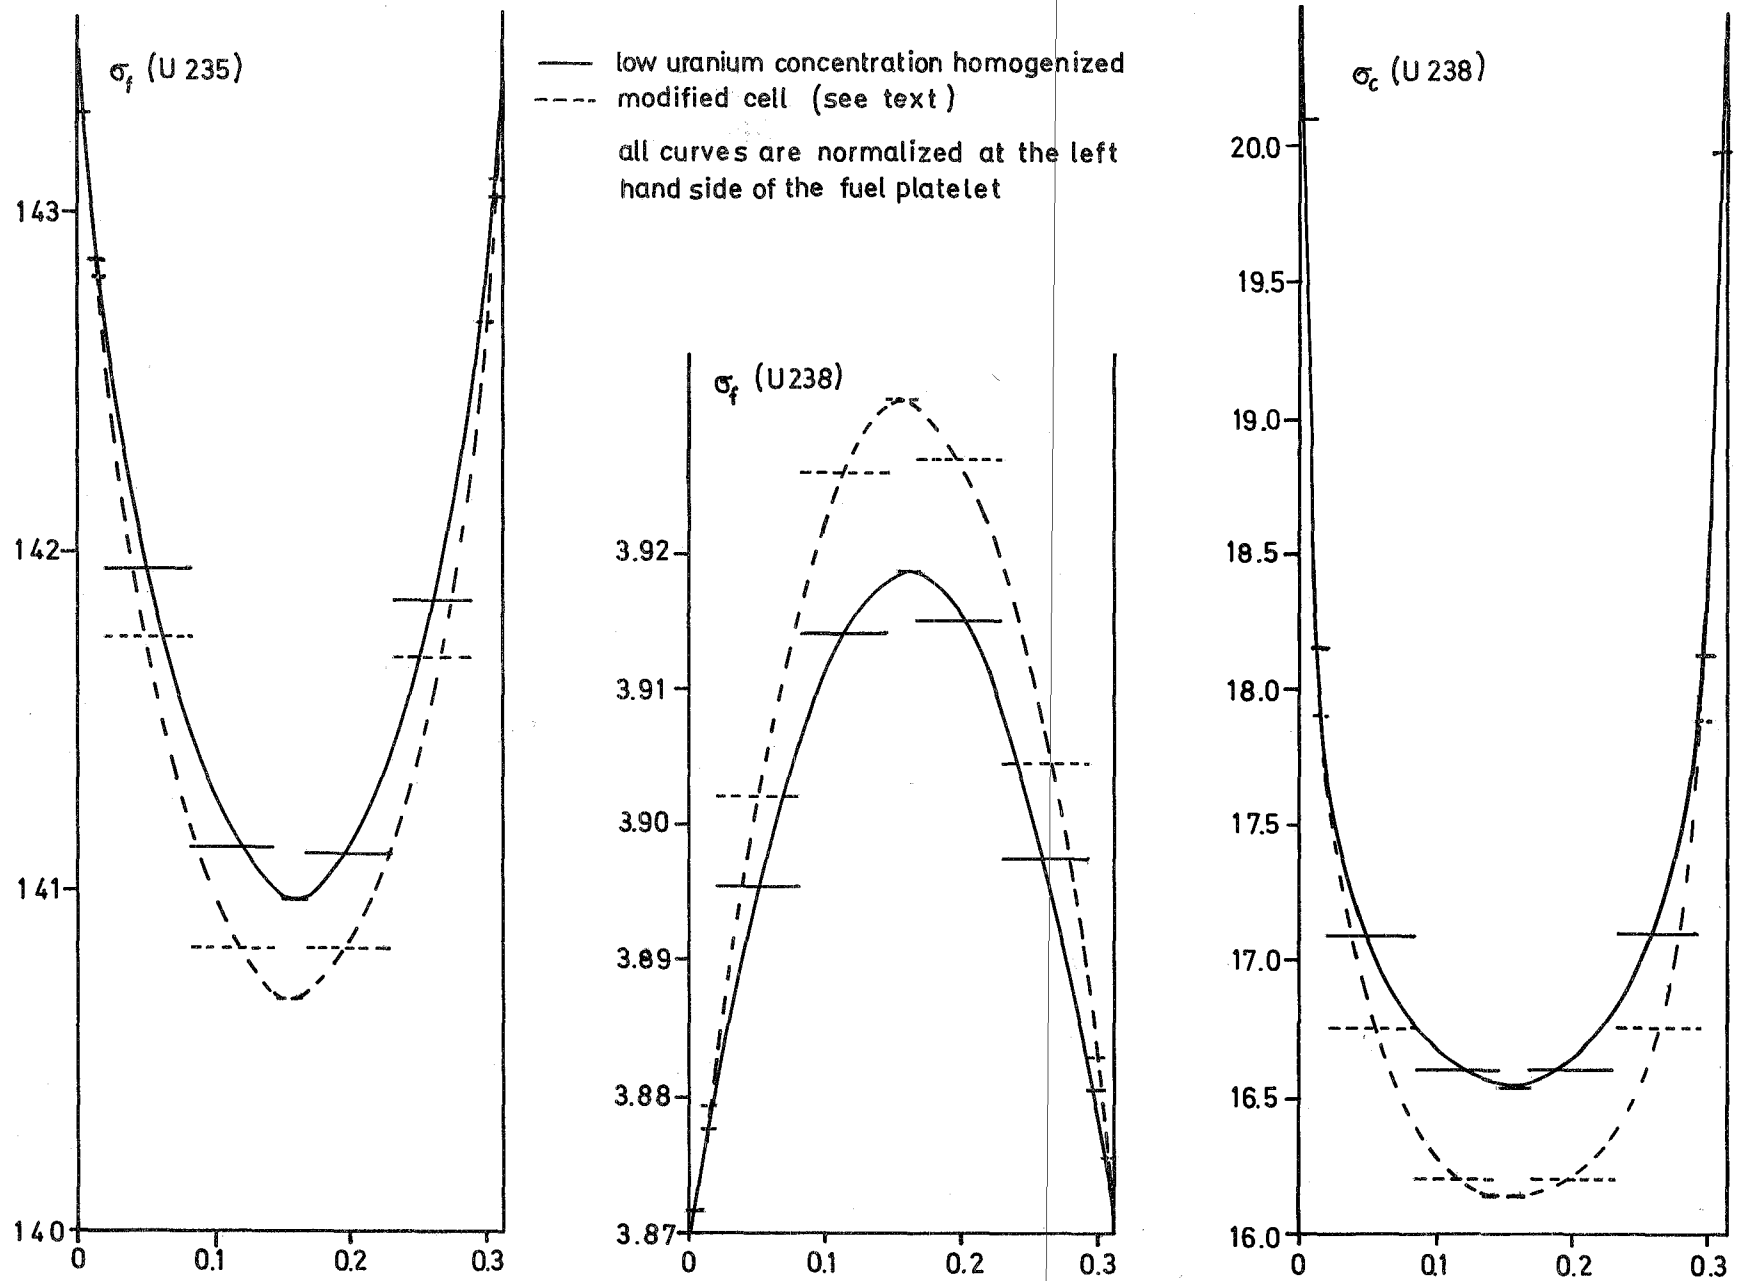 σf (U 235)
143
142
141
140
0 0.1 0.2 0.3
low uranium concentration homogenized
modified cell (see text)
all curves are normalized at the left
hand side of the fuel platelet
σf (U238)
3.92
3.91
3.90
3.89
3.88
3.87
0 0.1 0.2 0.3
σc (U 238)
20.0
19.5
19.0
18.5
18.0
17.5
17.0
16.5
16.0
0 0.1 0.2 0.3